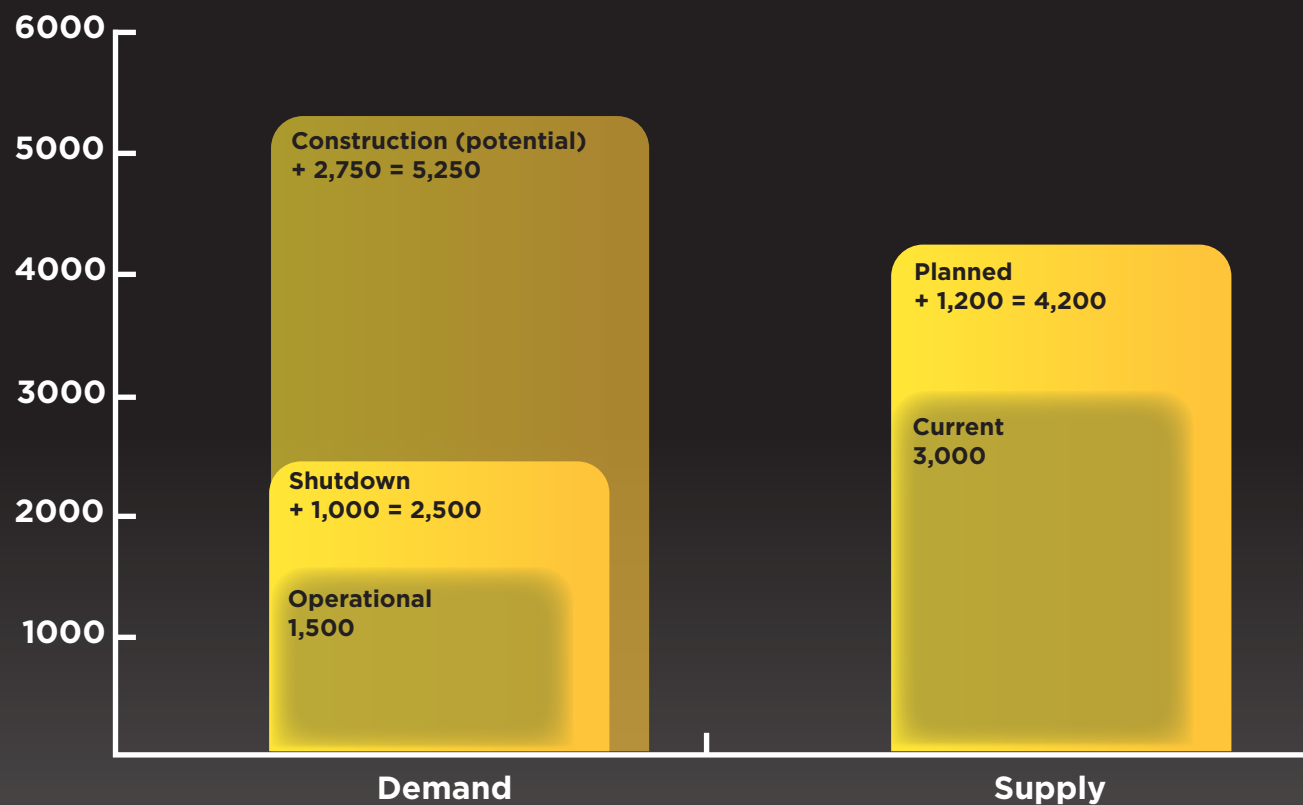 6000
5000
4000
3000
2000
1000
Construction (potential)
+ 2,750 = 5,250
Shutdown
+ 1,000 = 2,500
Operational
1,500
Planned
+ 1,200 = 4,200
Current
3,000
Demand
Supply